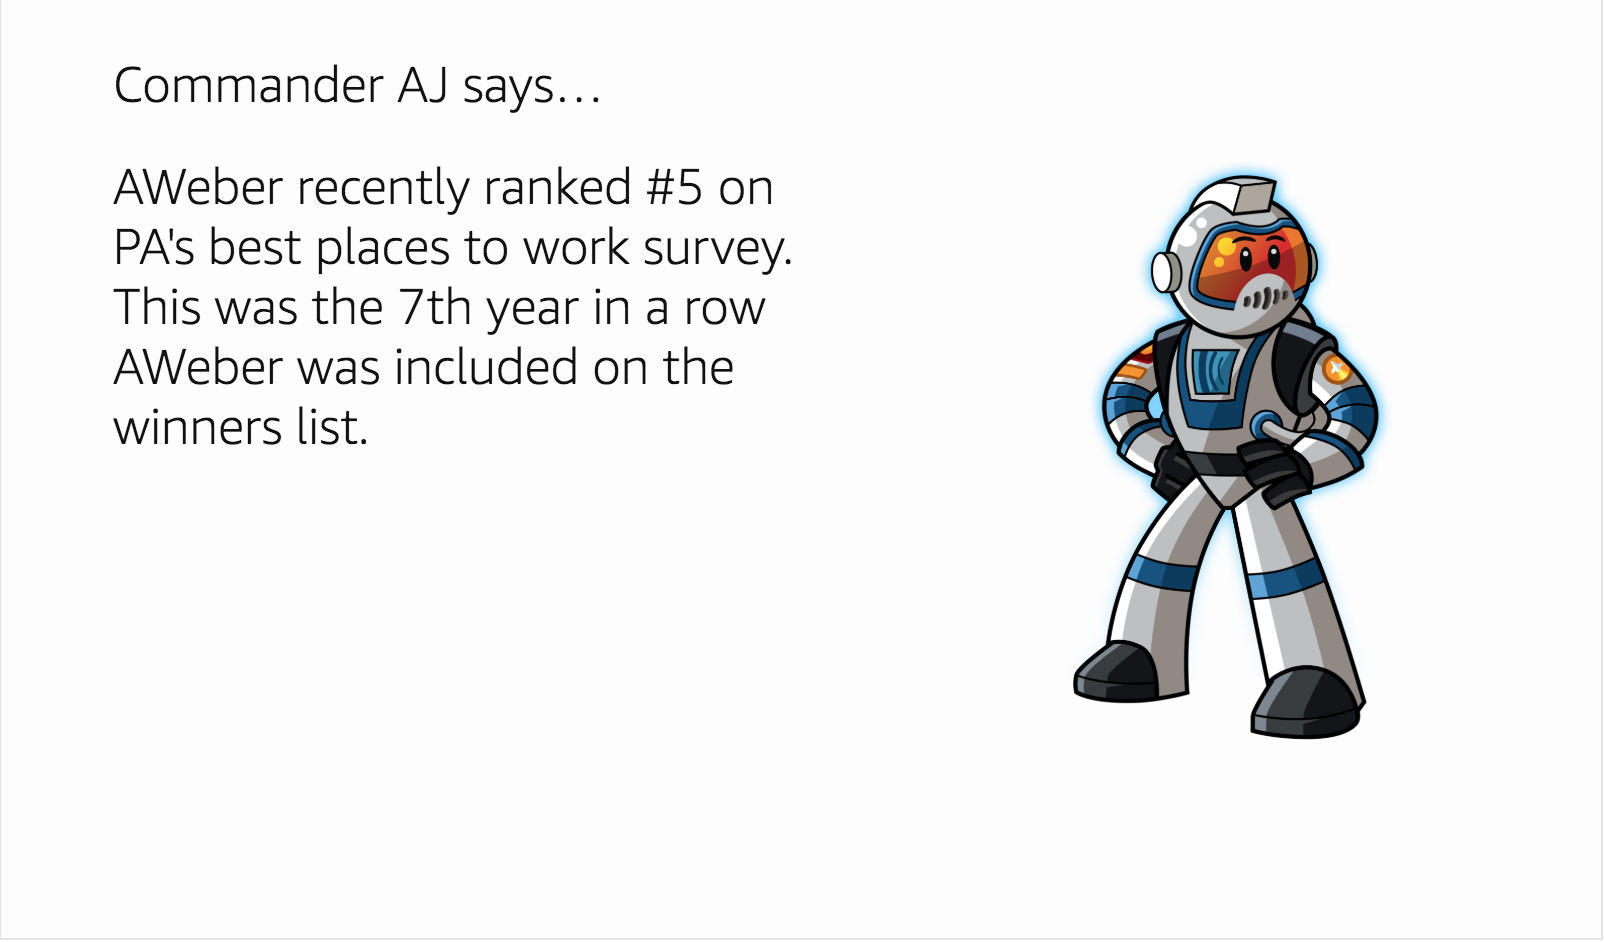 Commander AJ says…
AWeber recently ranked #5 on
PA's best places to work survey.
This was the 7th year in a row
AWeber was included on the
winners list.